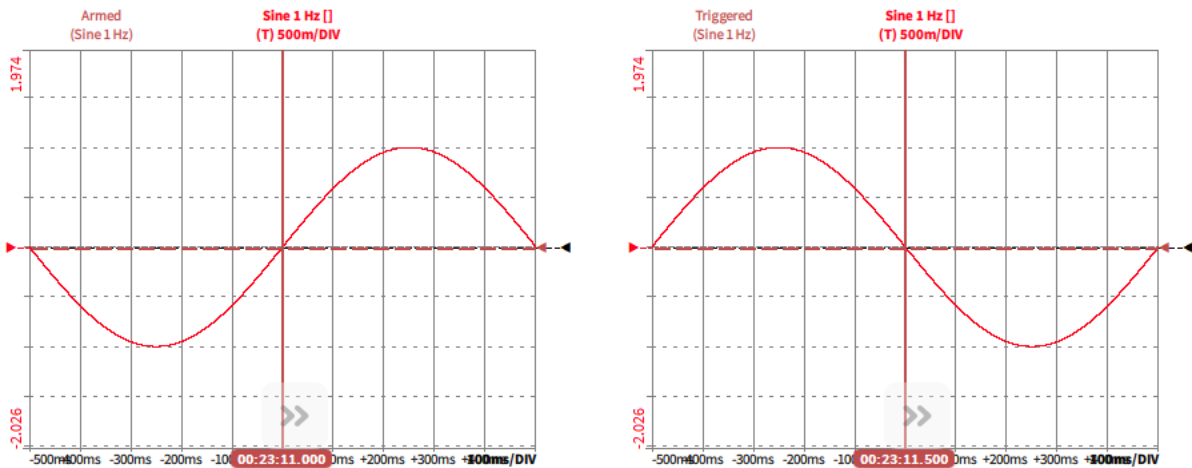 Armed
(Sine 1 Hz)
Sine 1 Hz []
(T) 500m/DIV
1.974
-2.026
-500ms -300ms -200ms 00:23:11.000 +200ms +300ms
Triggered
(Sine 1 Hz)
Sine 1 Hz []
(T) 500m/DIV
1.974
-2.026
-300ms -200ms 00:23:11.500 +200ms +300ms